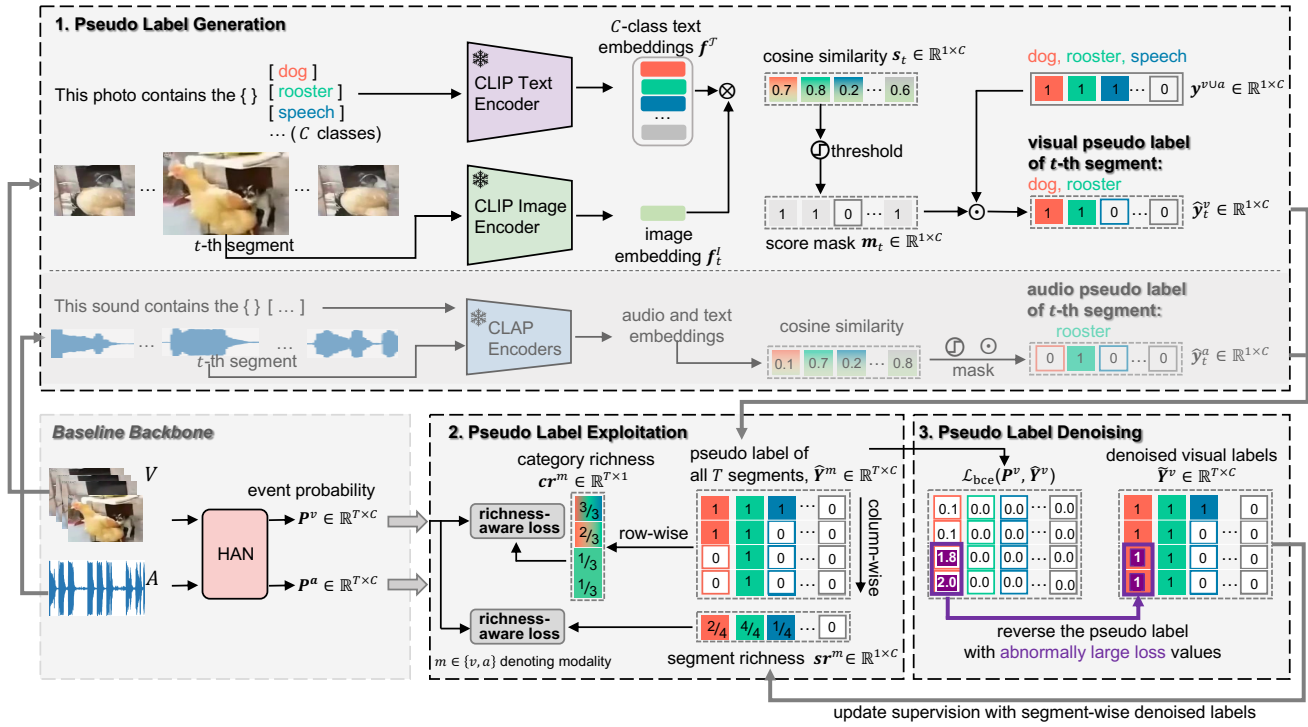 1. Pseudo Label Generation
This photo contains the { }
[ dog ]
[ rooster ]
[ speech ]
⋯ ( C classes)
⋯
⋯
t-th segment
CLIP Text
Encoder
CLIP Image
Encoder
C-class text
embeddings f^𝒯
⋯
image
embedding f_t^I
cosine similarity s_t ∈ ℝ^{1×C}
0.7 0.8 0.2 ⋯ 0.6
threshold
1 1 0 ⋯ 1
score mask m_t ∈ ℝ^{1×C}
dog, rooster, speech
1 1 1 ⋯ 0
y^{v∪a} ∈ ℝ^{1×C}
visual pseudo label
of t-th segment:
dog, rooster
1 1 0 ⋯ 0
ŷ_t^v ∈ ℝ^{1×C}
This sound contains the { } [ … ]
⋯
⋯
t-th segment
CLAP
Encoders
audio and text
embeddings
cosine similarity
0.1 0.7 0.2 ⋯ 0.8
mask
audio pseudo label
of t-th segment:
rooster
0 1 0 ⋯ 0
ŷ_t^a ∈ ℝ^{1×C}
Baseline Backbone
V
A
HAN
event probability
P^v ∈ ℝ^{T×C}
P^a ∈ ℝ^{T×C}
2. Pseudo Label Exploitation
category richness
cr^m ∈ ℝ^{T×1}
richness-
aware loss
3/3
2/3
1/3
1/3
row-wise
pseudo label of
all T segments, Ŷ^m ∈ ℝ^{T×C}
1 1 1 ⋯ 0
1 1 0 ⋯ 0
0 1 0 ⋯ 0
0 1 0 ⋯ 0
column-wise
richness-
aware loss
2/4 4/4 1/4 ⋯ 0
m ∈ {v, a} denoting modality
segment richness sr^m ∈ ℝ^{1×C}
3. Pseudo Label Denoising
ℒ_bce(P^v, Ŷ^v)
0.1 0.0 0.0 ⋯ 0.0
0.1 0.0 0.0 ⋯ 0.0
1.8 0.0 0.0 ⋯ 0.0
2.0 0.0 0.0 ⋯ 0.0
denoised visual labels
Ỹ^v ∈ ℝ^{T×C}
1 1 1 0
1 1 0 ⋯ 0
1 1 0 ⋯ 0
1 1 0 ⋯ 0
reverse the pseudo label
with abnormally large loss values
update supervision with segment-wise denoised labels